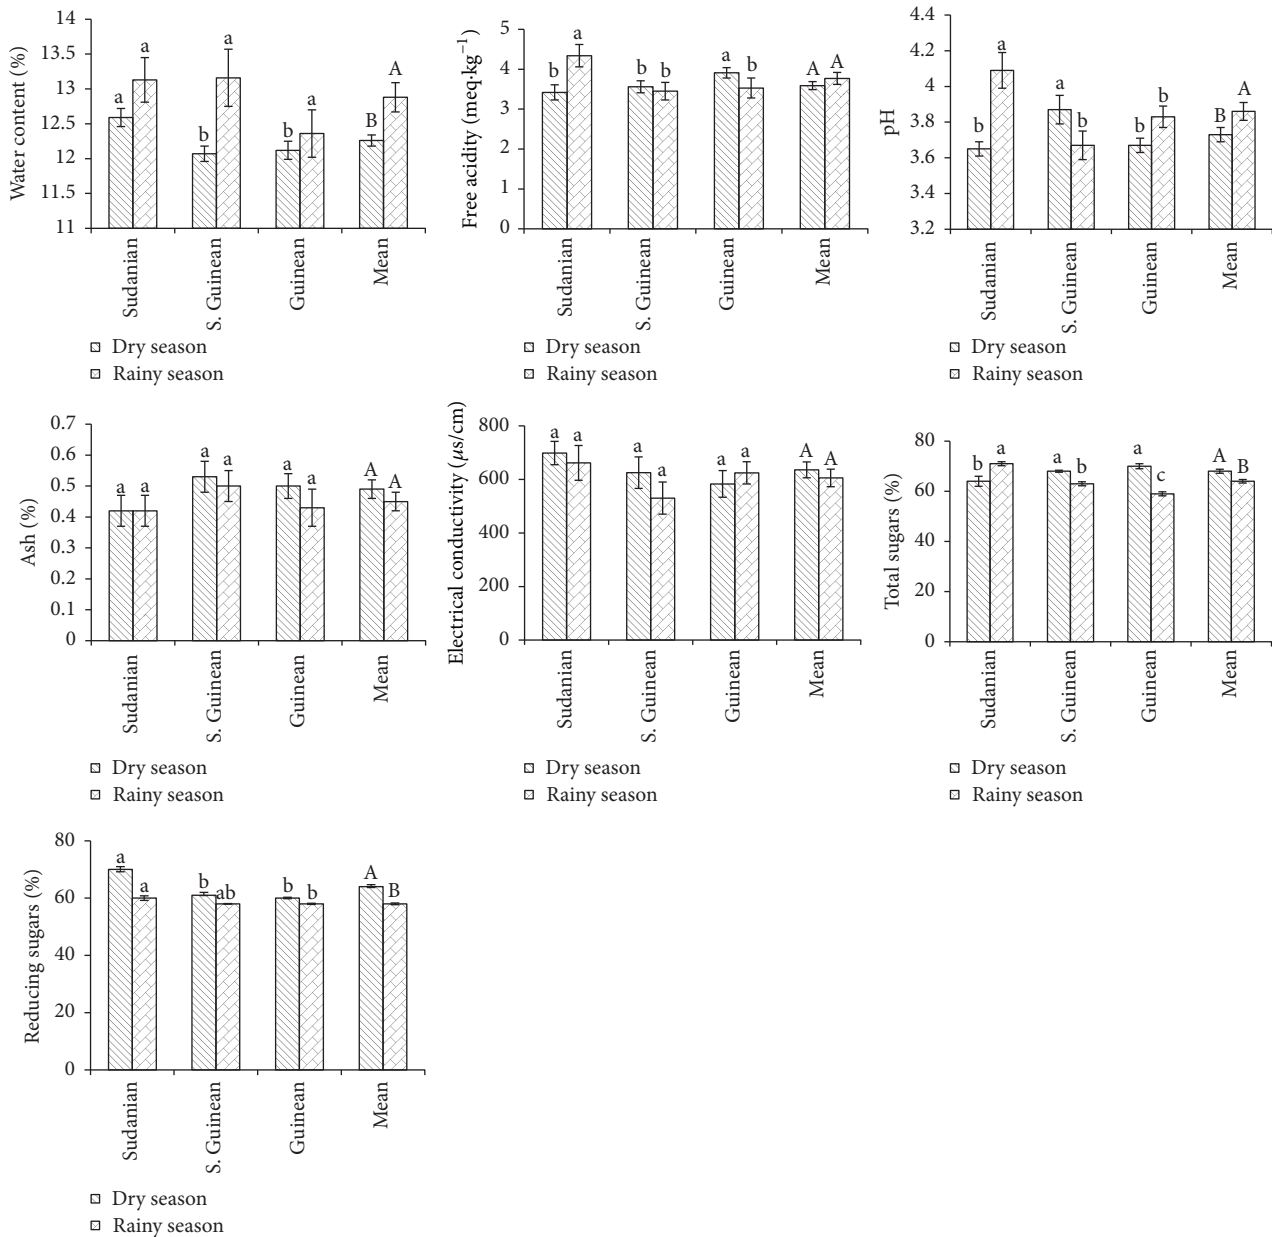 Water content (%)
14
13.5
13
12.5
12
11.5
11
a
a
b
a
b
a
B
A
Sudanian
S. Guinean
Guinean
Mean
Dry season
Rainy season
Free acidity (meq·kg⁻¹)
5
4
3
2
1
0
b
a
b
b
a
b
A
A
Sudanian
S. Guinean
Guinean
Mean
Dry season
Rainy season
pH
4.4
4.2
4
3.8
3.6
3.4
3.2
b
a
a
b
b
b
B
A
Sudanian
S. Guinean
Guinean
Mean
Dry season
Rainy season
Ash (%)
0.7
0.6
0.5
0.4
0.3
0.2
0.1
0
a
a
a
a
a
a
A
A
Sudanian
S. Guinean
Guinean
Mean
Dry season
Rainy season
Electrical conductivity (μs/cm)
800
600
400
200
0
a
a
a
a
a
a
A
A
Sudanian
S. Guinean
Guinean
Mean
Dry season
Rainy season
Total sugars (%)
80
60
40
20
0
b
a
a
b
a
c
A
B
Sudanian
S. Guinean
Guinean
Mean
Dry season
Rainy season
Reducing sugars (%)
80
60
40
20
0
a
a
b
ab
b
b
A
B
Sudanian
S. Guinean
Guinean
Mean
Dry season
Rainy season